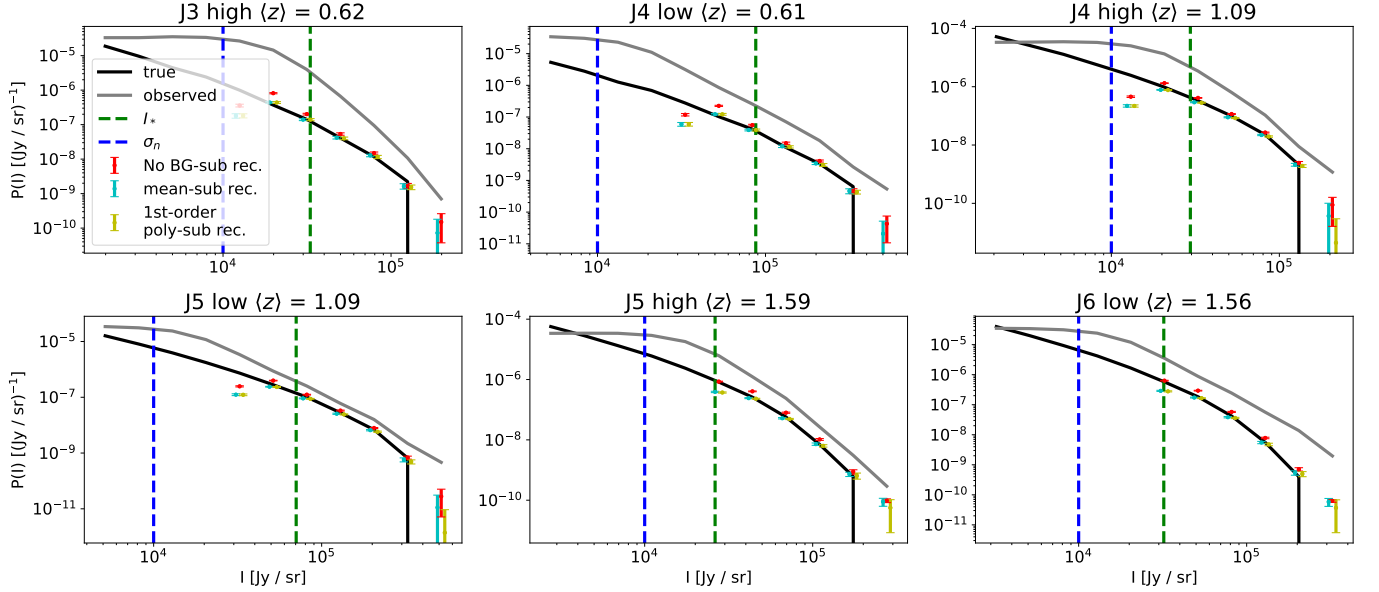 J3 high ⟨z⟩ = 0.62
J4 low ⟨z⟩ = 0.61
J4 high ⟨z⟩ = 1.09
P(I) [(Jy / sr)⁻¹]
10⁻⁵
10⁻⁶
10⁻⁷
10⁻⁸
10⁻⁹
10⁻¹⁰
true
observed
I*
σₙ
No BG-sub rec.
mean-sub rec.
1st-order
poly-sub rec.
10⁴ 10⁵
10⁻⁵
10⁻⁶
10⁻⁷
10⁻⁸
10⁻⁹
10⁻¹⁰
10⁻¹¹
10⁴ 10⁵
10⁻⁴
10⁻⁶
10⁻⁸
10⁻¹⁰
10⁴ 10⁵
J5 low ⟨z⟩ = 1.09
J5 high ⟨z⟩ = 1.59
J6 low ⟨z⟩ = 1.56
P(I) [(Jy / sr)⁻¹]
10⁻⁵
10⁻⁷
10⁻⁹
10⁻¹¹
10⁴ 10⁵
I [Jy / sr]
10⁻⁴
10⁻⁶
10⁻⁸
10⁻¹⁰
10⁴ 10⁵
I [Jy / sr]
10⁻⁵
10⁻⁶
10⁻⁷
10⁻⁸
10⁻⁹
10⁻¹⁰
10⁻¹¹
10⁴ 10⁵
I [Jy / sr]